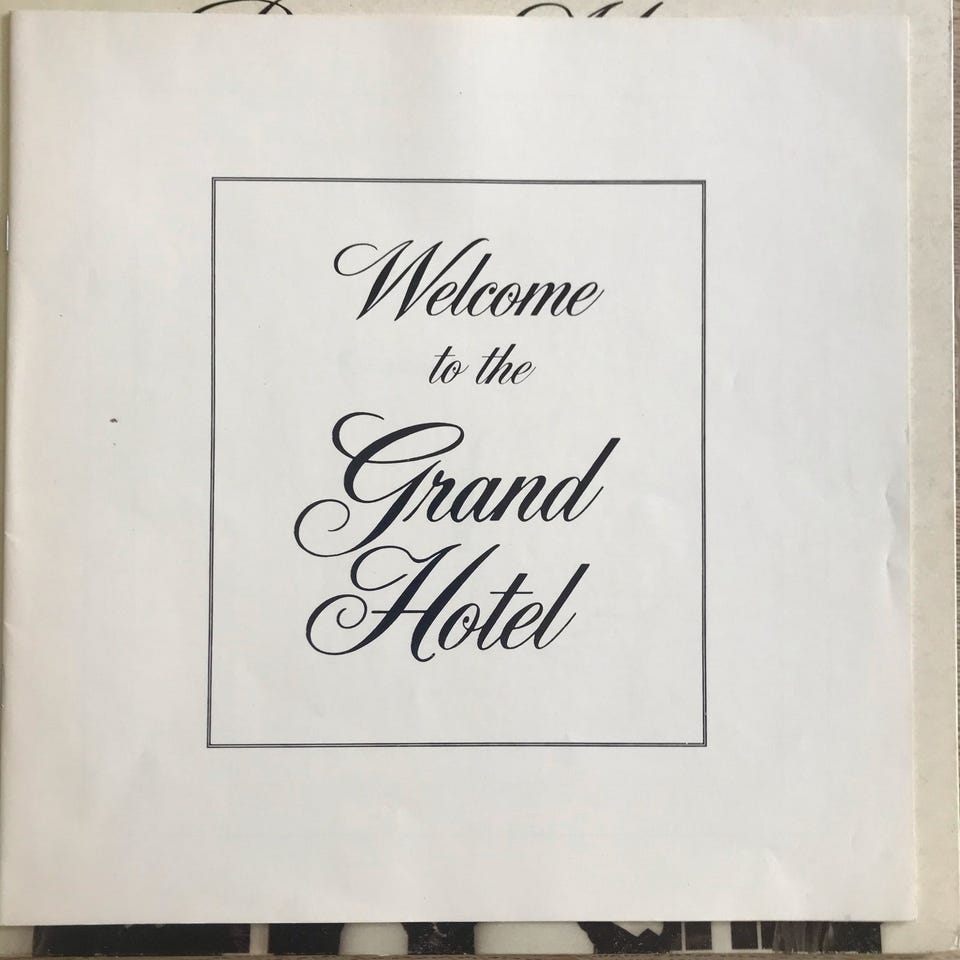 Welcome
to the
Grand
Hotel